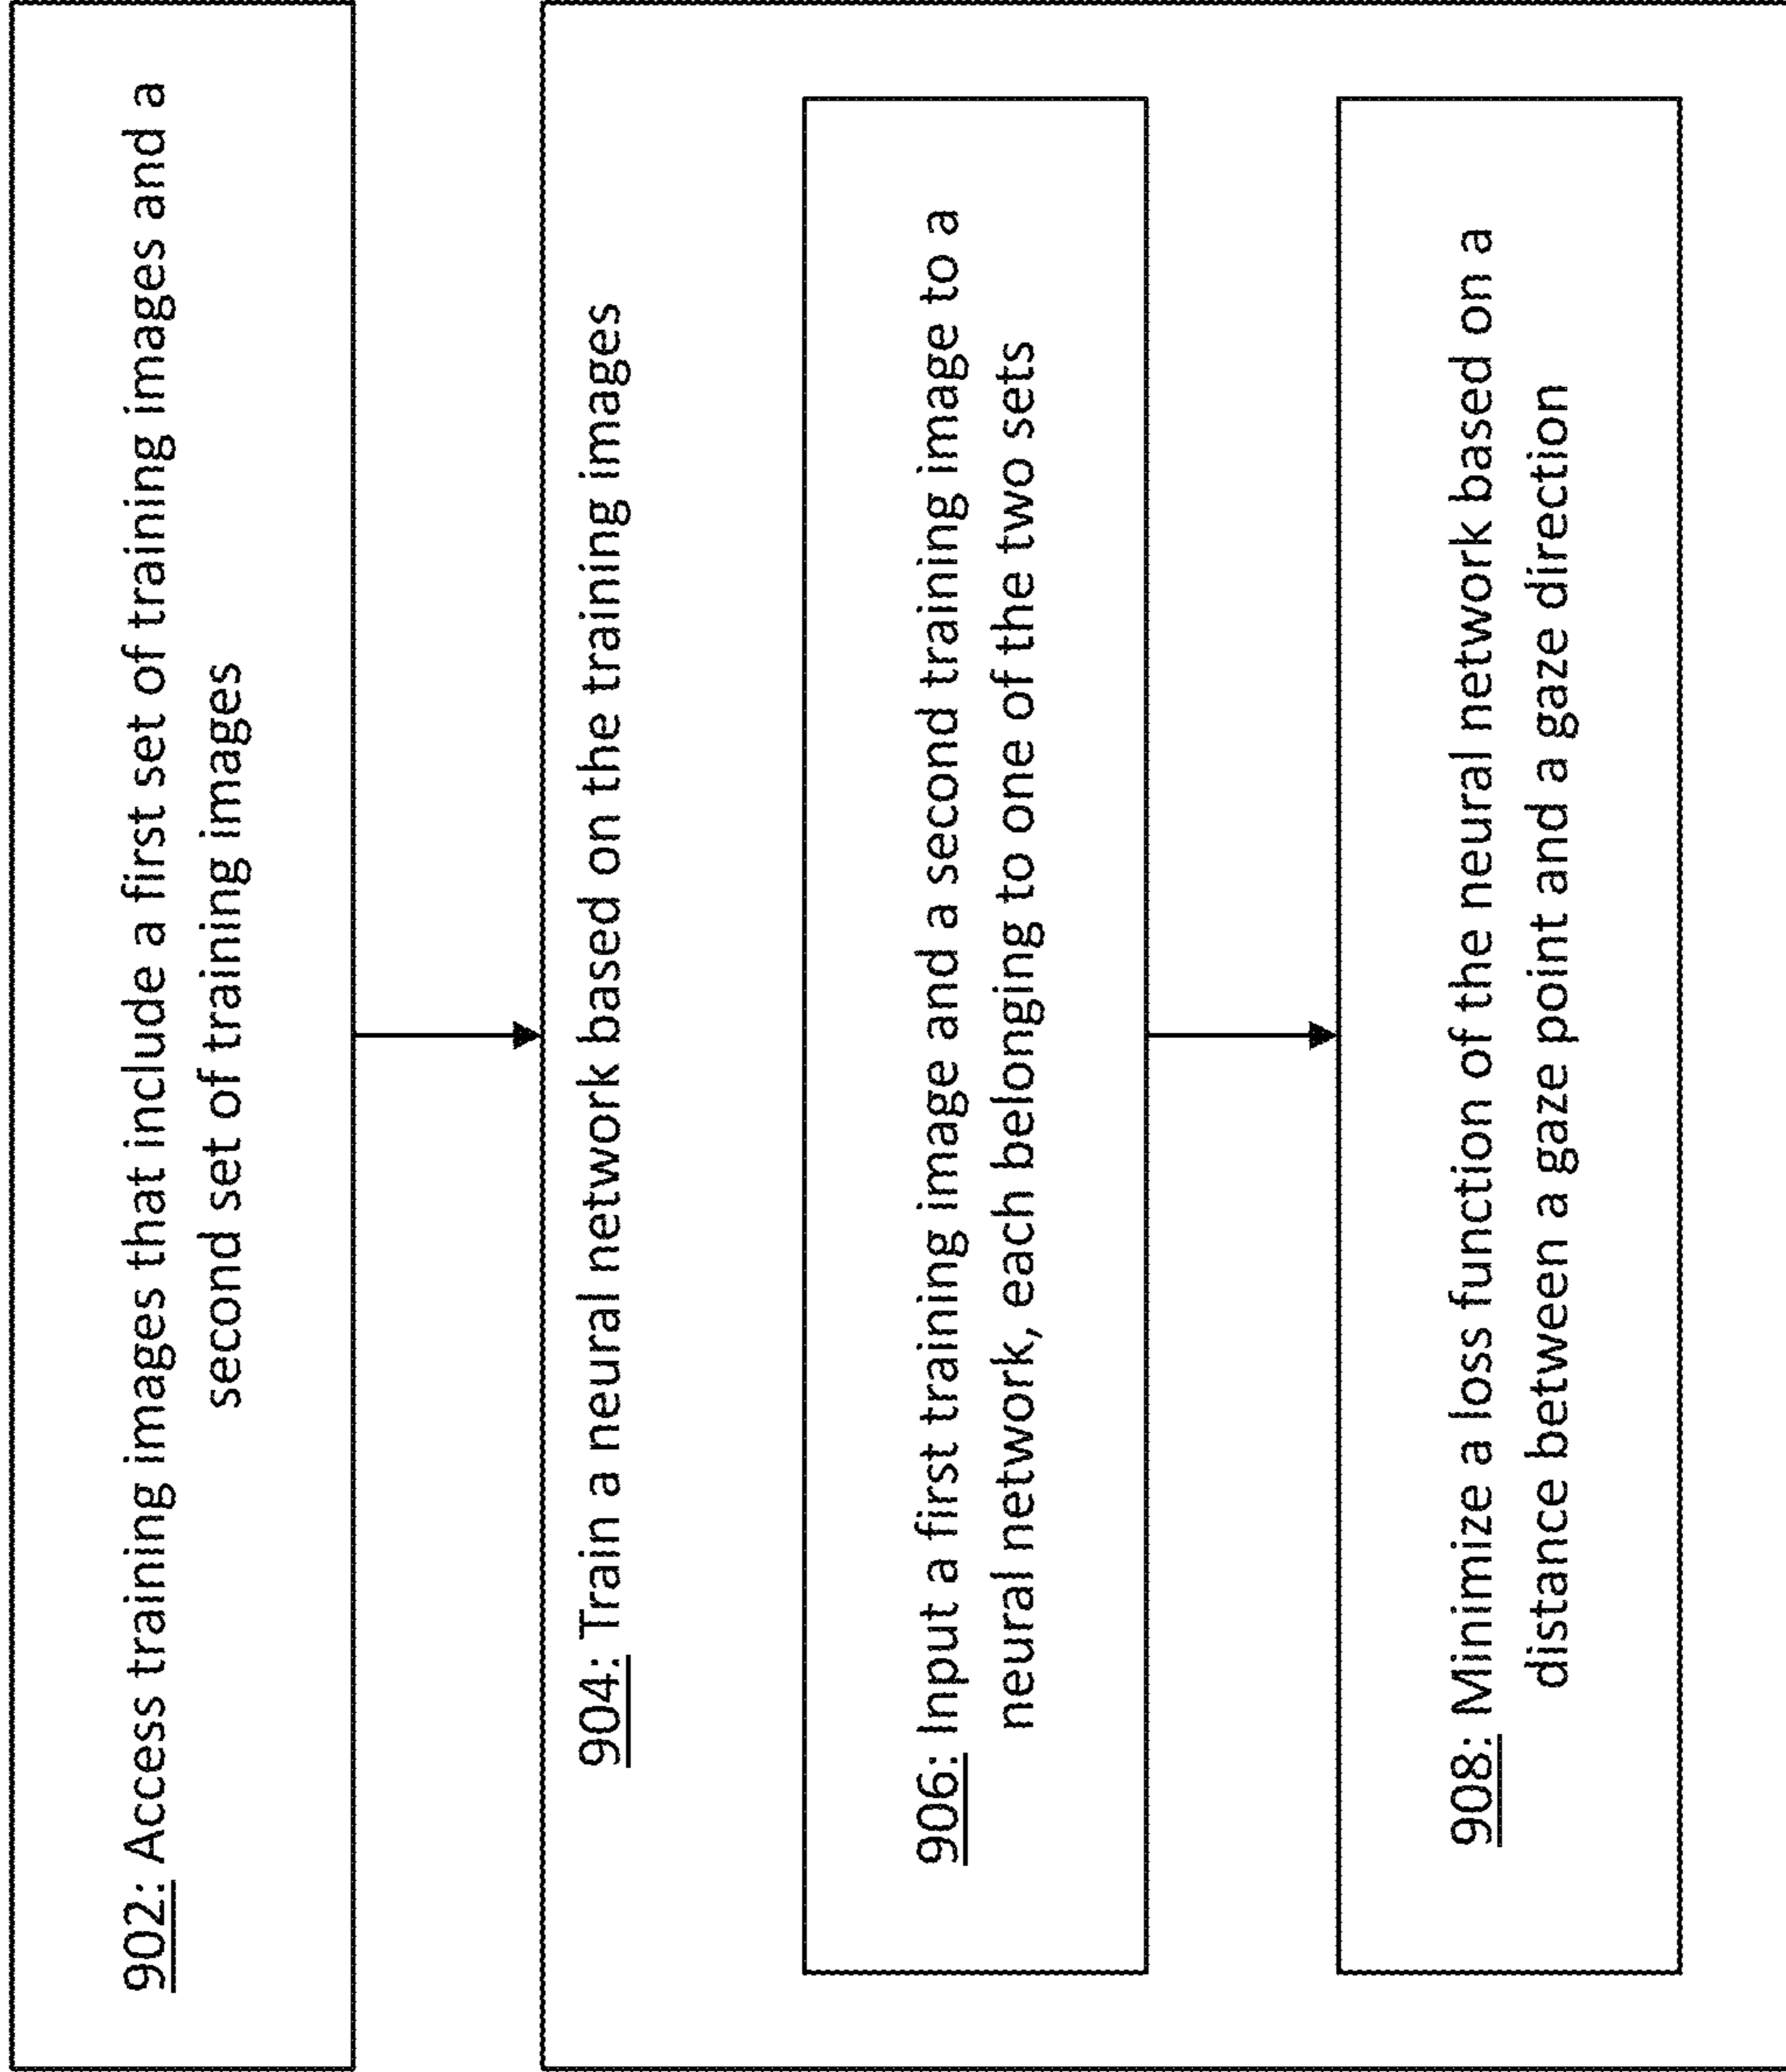 902: Access training images that include a first set of training images and a
second set of training images
904: Train a neural network based on the training images
906: Input a first training image and a second training image to a
neural network, each belonging to one of the two sets
908: Minimize a loss function of the neural network based on a
distance between a gaze point and a gaze direction